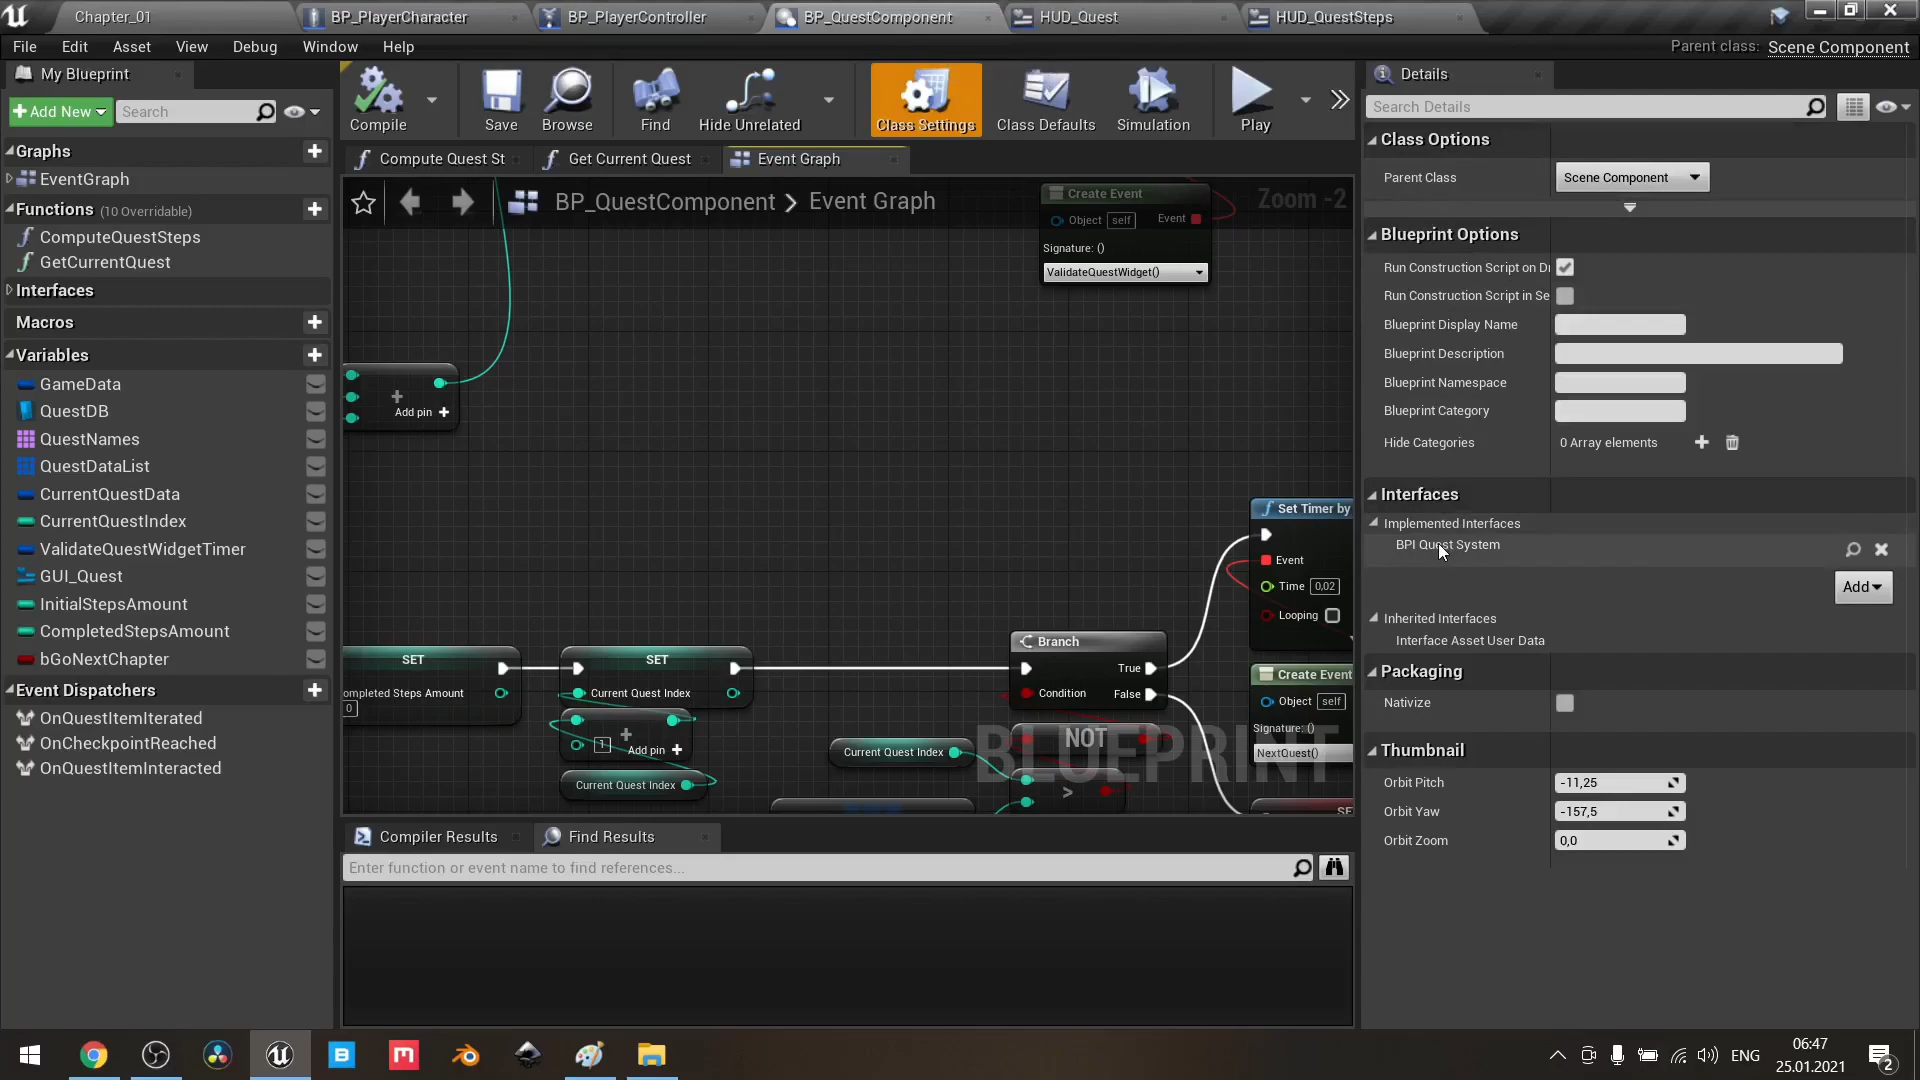 Chapter_01
BP_PlayerCharacter
BP_PlayerController
BP_QuestComponent
HUD_Quest
HUD_QuestSteps
File Edit Asset View Debug Window Help
Parent class: Scene Component
My Blueprint
Add New
Search
Graphs
EventGraph
Functions (10 Overridable)
ComputeQuestSteps
GetCurrentQuest
Interfaces
Macros
Variables
GameData
QuestDB
QuestNames
QuestDataList
CurrentQuestData
CurrentQuestIndex
ValidateQuestWidgetTimer
GUI_Quest
InitialStepsAmount
CompletedStepsAmount
bGoNextChapter
Event Dispatchers
OnQuestItemIterated
OnCheckpointReached
OnQuestItemInteracted
Compile
Save
Browse
Find
Hide Unrelated
Class Settings
Class Defaults
Simulation
Play
Compute Quest St
Get Current Quest
Event Graph
BP_QuestComponent > Event Graph
Zoom -2
Create Event
Object self Event
Signature: ()
ValidateQuestWidget()
Add pin
SET
ompleted Steps Amount
0
SET
Current Quest Index
1
Add pin
Current Quest Index
Current Quest Index
Branch
True
Condition False
NOT
>
BLUEPRINT
Set Timer by
Event
Time 0,02
Looping
Create Event
Object self
Signature: ()
NextQuest()
SE
Compiler Results
Find Results
Enter function or event name to find references...
Details
Search Details
Class Options
Parent Class Scene Component
Blueprint Options
Run Construction Script on Dr
Run Construction Script in Se
Blueprint Display Name
Blueprint Description
Blueprint Namespace
Blueprint Category
Hide Categories 0 Array elements
Interfaces
Implemented Interfaces
BPI Quest System
Add
Inherited Interfaces
Interface Asset User Data
Packaging
Nativize
Thumbnail
Orbit Pitch -11,25
Orbit Yaw -157,5
Orbit Zoom 0,0
ENG
06:47
25.01.2021
2